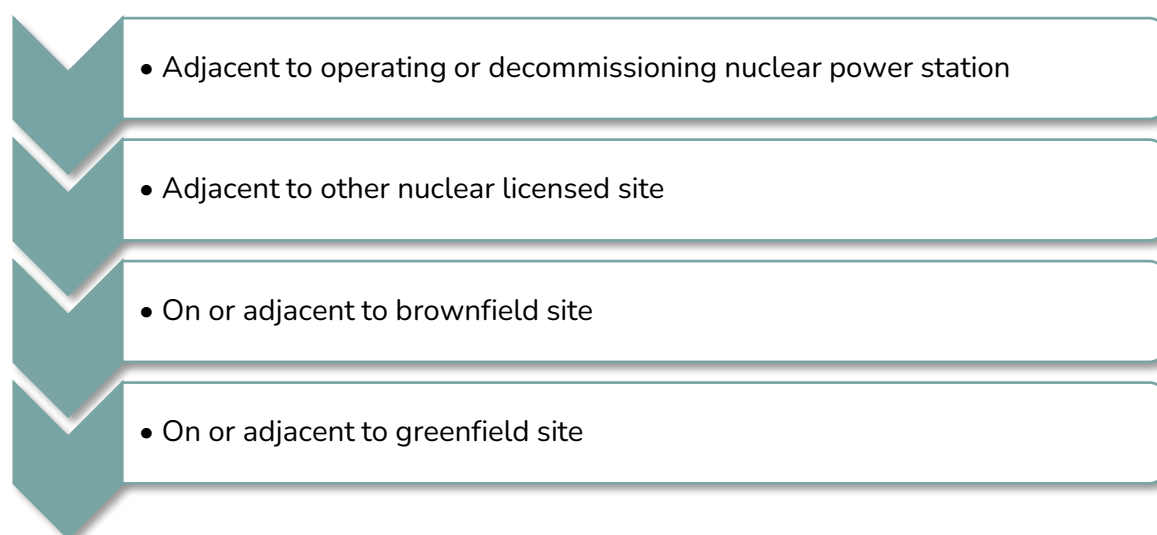 • Adjacent to operating or decommissioning nuclear power station
• Adjacent to other nuclear licensed site
• On or adjacent to brownfield site
• On or adjacent to greenfield site